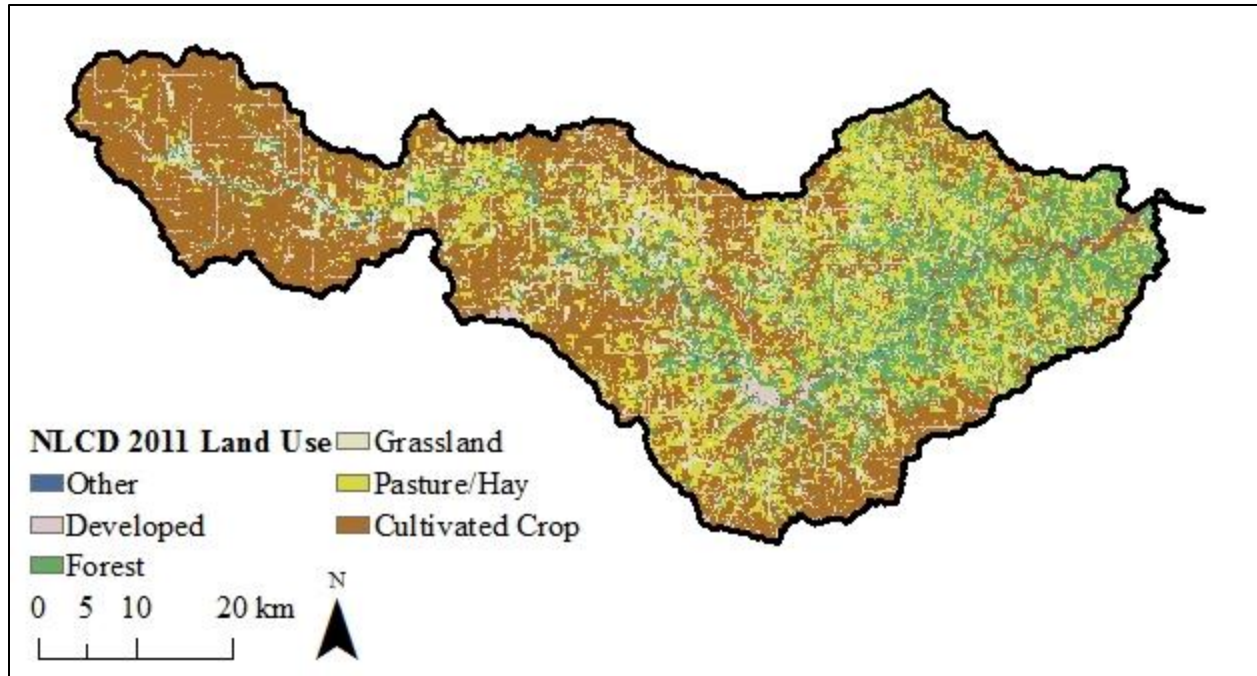 NLCD 2011 Land Use
Other
Developed
Forest
Grassland
Pasture/Hay
Cultivated Crop
0 5 10 20 km
N